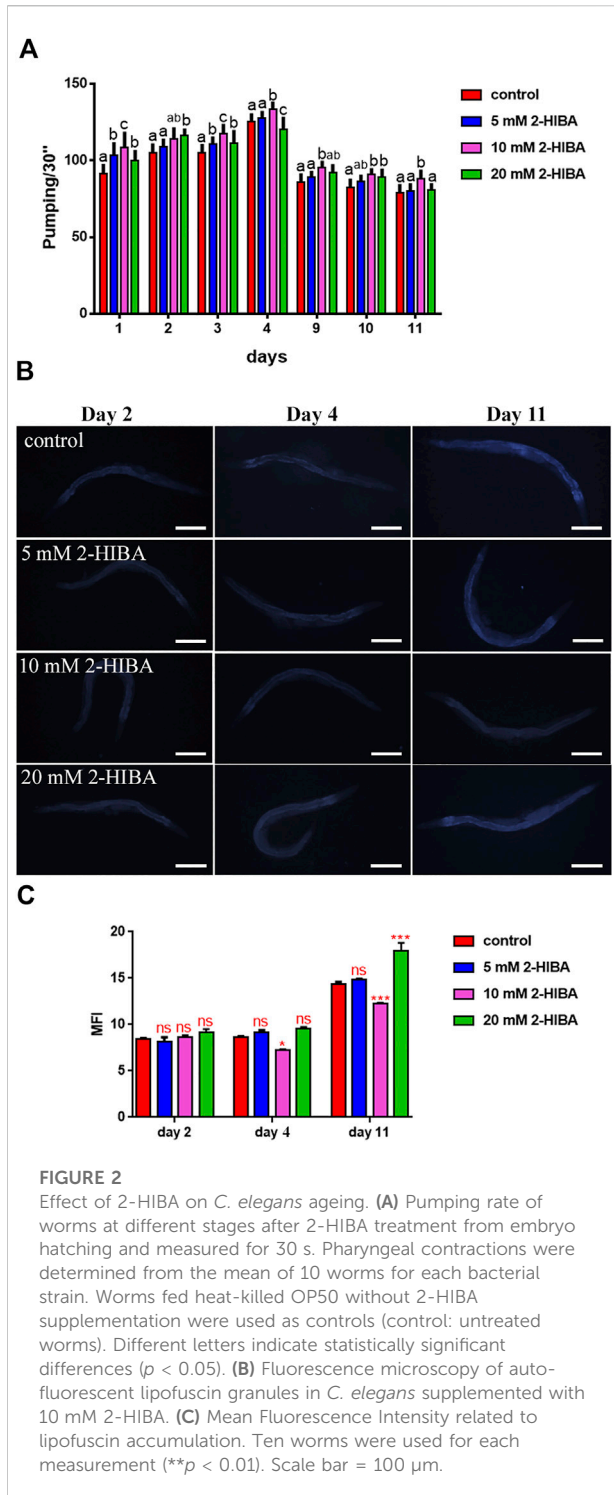 A
Pumping/30"
150
100
50
0
a b c b
a a ab b
a b c b
a a b c
a a b ab
a ab b b
a a b a
1 2 3 4 9 10 11
days
control
5 mM 2-HIBA
10 mM 2-HIBA
20 mM 2-HIBA
B
Day 2 Day 4 Day 11
control
5 mM 2-HIBA
10 mM 2-HIBA
20 mM 2-HIBA
C
MFI
20
15
10
5
0
ns ns ns
ns * ns
ns *** ***
day 2 day 4 day 11
control
5 mM 2-HIBA
10 mM 2-HIBA
20 mM 2-HIBA
FIGURE 2
Effect of 2-HIBA on C. elegans ageing. (A) Pumping rate of
worms at different stages after 2-HIBA treatment from embryo
hatching and measured for 30 s. Pharyngeal contractions were
determined from the mean of 10 worms for each bacterial
strain. Worms fed heat-killed OP50 without 2-HIBA
supplementation were used as controls (control: untreated
worms). Different letters indicate statistically significant
differences (p < 0.05). (B) Fluorescence microscopy of auto-
fluorescent lipofuscin granules in C. elegans supplemented with
10 mM 2-HIBA. (C) Mean Fluorescence Intensity related to
lipofuscin accumulation. Ten worms were used for each
measurement (**p < 0.01). Scale bar = 100 μm.